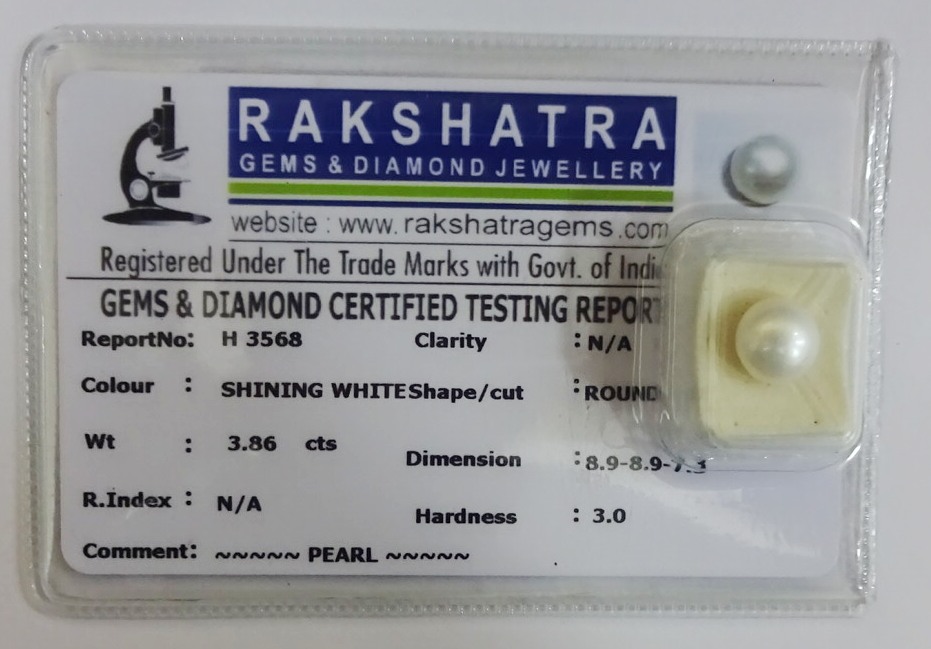 RAKSHATRA
GEMS & DIAMOND JEWELLERY
website : www.rakshatragems.com
Registered Under The Trade Marks with Govt. of Indi
GEMS & DIAMOND CERTIFIED TESTING REPORT
ReportNo: H 3568 Clarity : N/A
Colour : SHINING WHITE Shape/cut : ROUND
Wt : 3.86 cts Dimension : 8.9-8.9-7.3
R.Index : N/A Hardness : 3.0
Comment: ~~~~~ PEARL ~~~~~